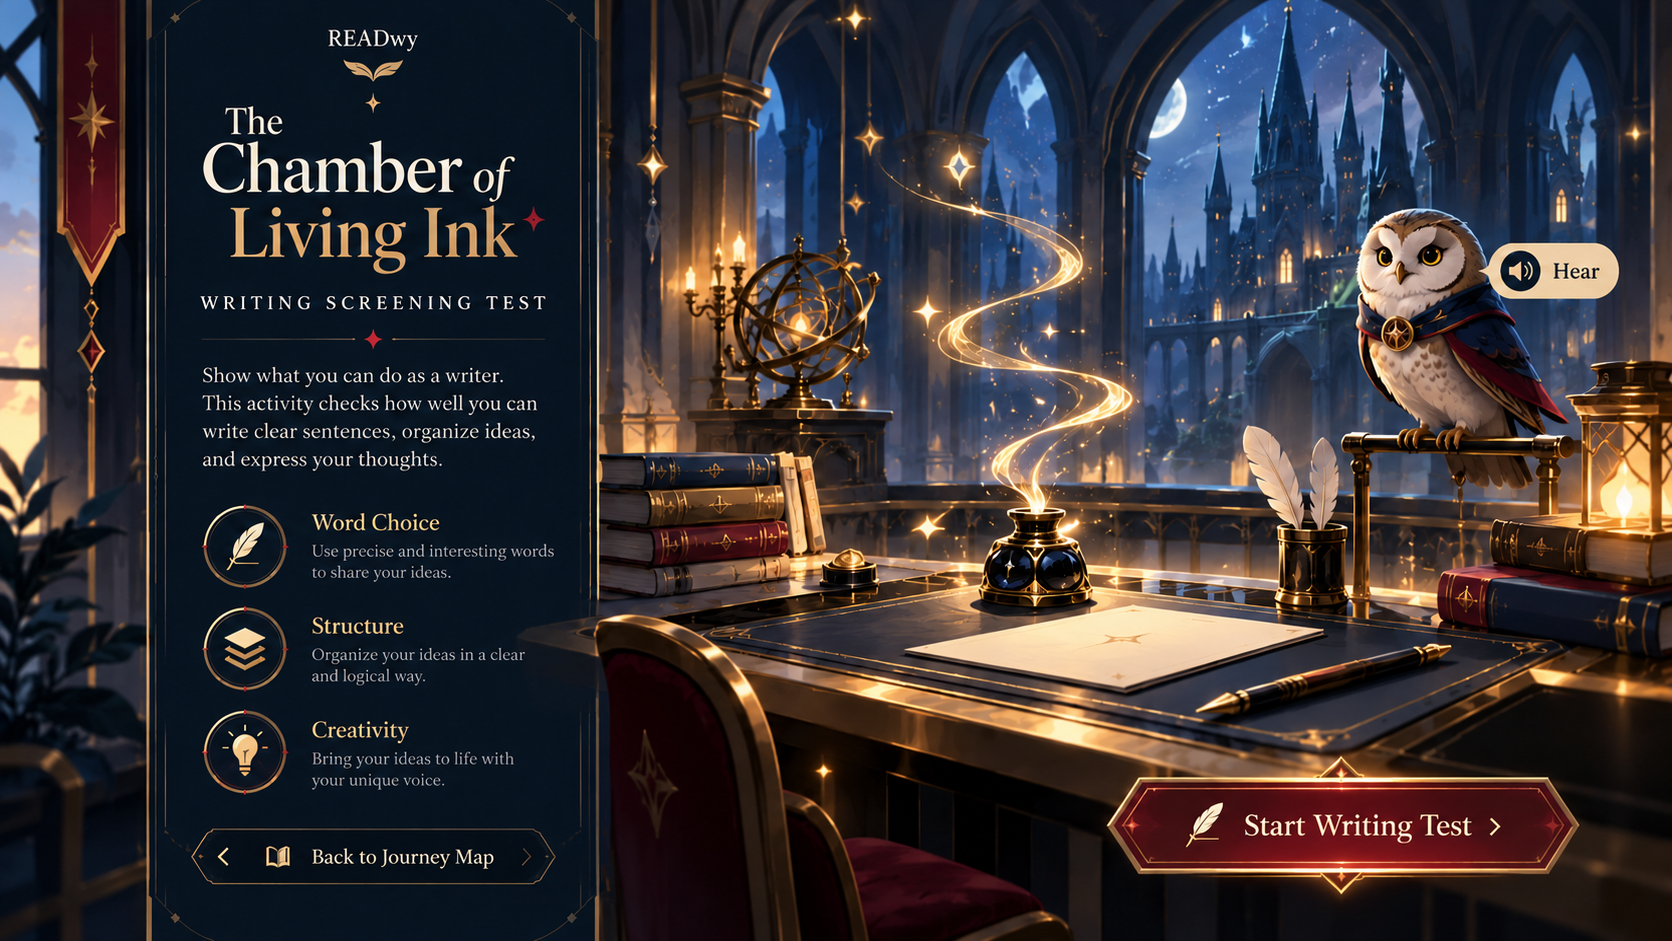 READwy
The
Chamber of
Living Ink
WRITING SCREENING TEST
Show what you can do as a writer.
This activity checks how well you can
write clear sentences, organize ideas,
and express your thoughts.
Word Choice
Use precise and interesting words
to share your ideas.
Structure
Organize your ideas in a clear
and logical way.
Creativity
Bring your ideas to life with
your unique voice.
Back to Journey Map
Hear
Start Writing Test